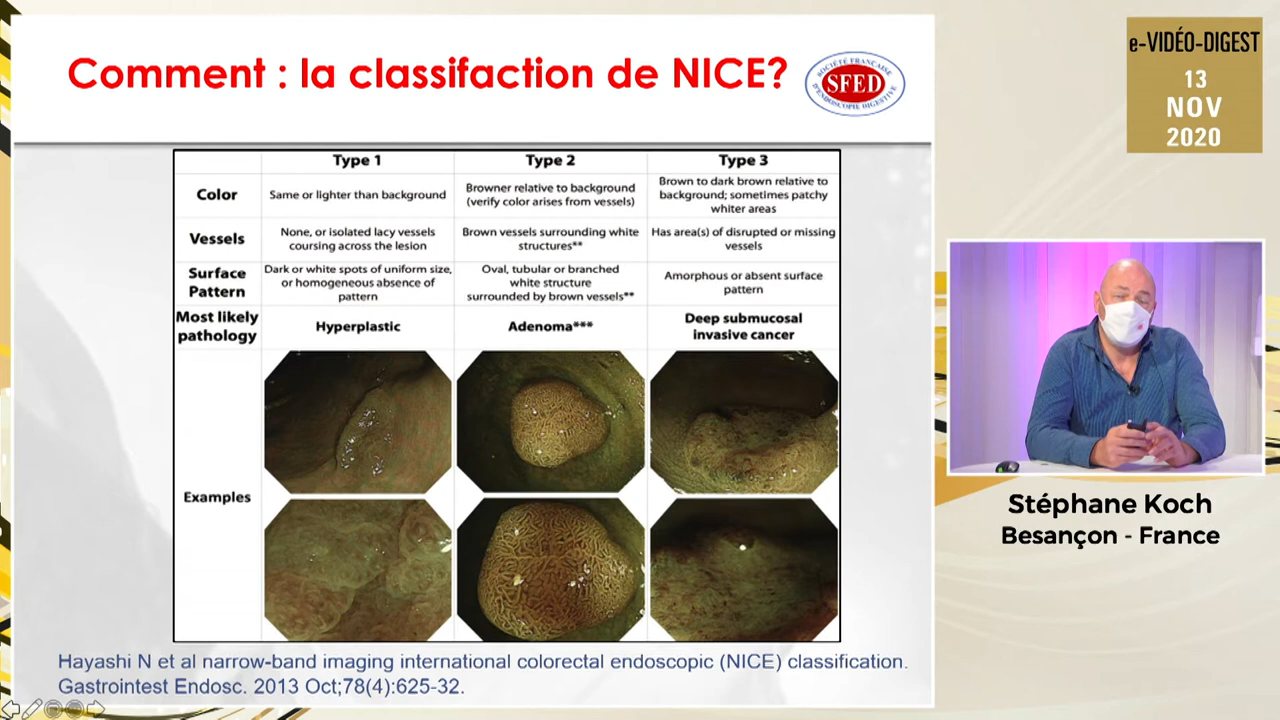 Comment : la classifaction de NICE?
SOCIÉTÉ FRANÇAISE
SFED
D'ENDOSCOPIE DIGESTIVE
e-VIDÉO-DIGEST
13
NOV
2020
Type 1
Type 2
Type 3
Color
Same or lighter than background
Browner relative to background
(verify color arises from vessels)
Brown to dark brown relative to
background; sometimes patchy
whiter areas
Vessels
None, or isolated lacy vessels
coursing across the lesion
Brown vessels surrounding white
structures**
Has area(s) of disrupted or missing
vessels
Surface
Pattern
Dark or white spots of uniform size,
or homogeneous absence of
pattern
Oval, tubular or branched
white structure
surrounded by brown vessels**
Amorphous or absent surface
pattern
Most likely
pathology
Hyperplastic
Adenoma***
Deep submucosal
invasive cancer
Examples
Hayashi N et al narrow-band imaging international colorectal endoscopic (NICE) classification.
Gastrointest Endosc. 2013 Oct;78(4):625-32.
Stéphane Koch
Besançon - France